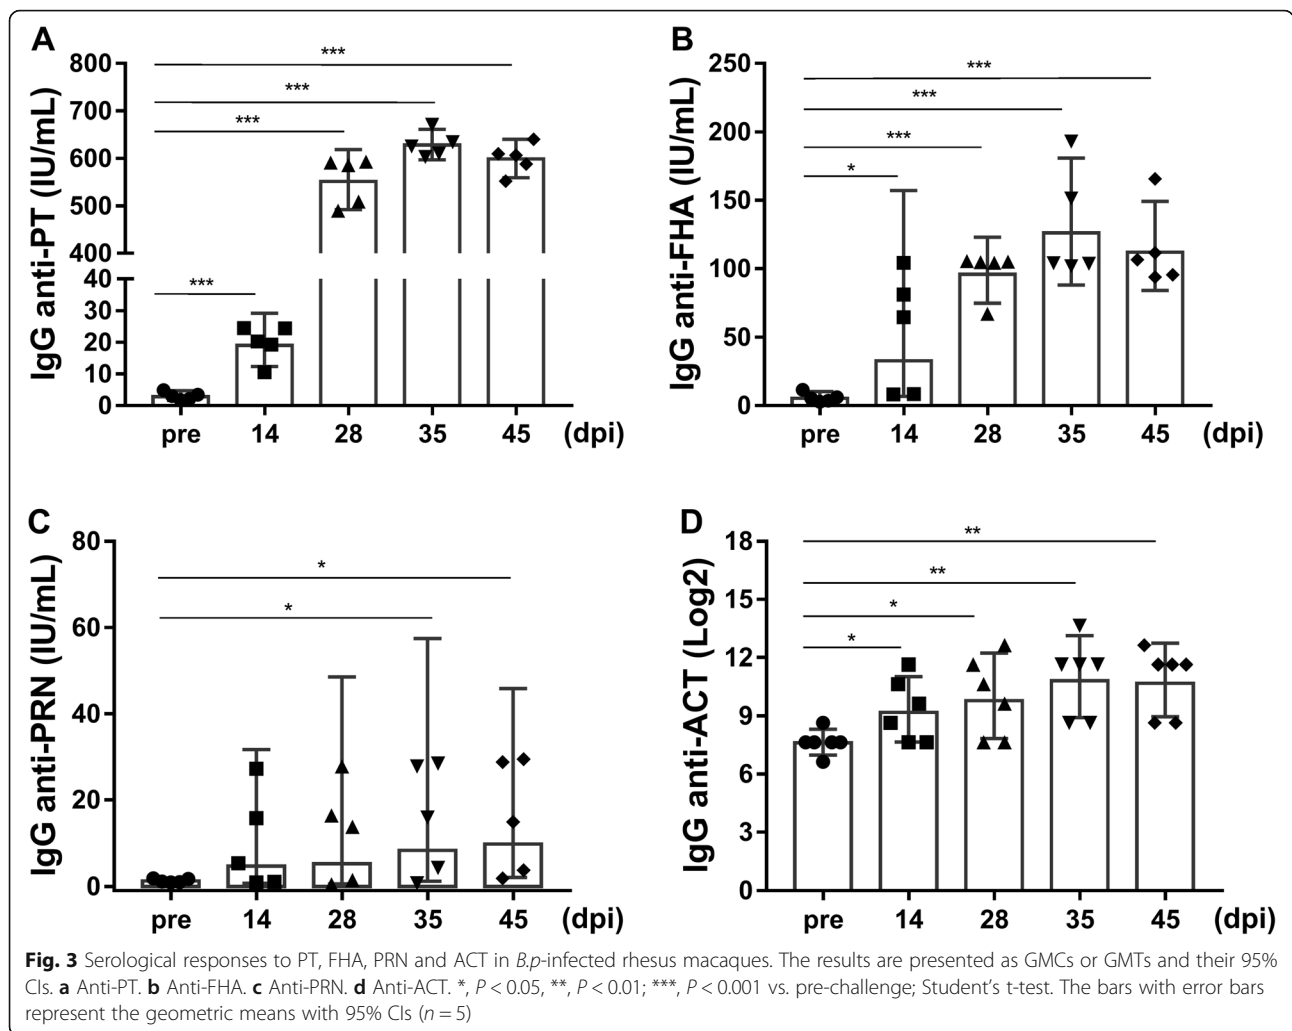 A
IgG anti-PT (IU/mL)
800
700
600
500
400
40
30
20
10
0
***
***
***
***
pre 14 28 35 45 (dpi)
B
IgG anti-FHA (IU/mL)
250
200
150
100
50
0
***
***
***
*
pre 14 28 35 45 (dpi)
C
IgG anti-PRN (IU/mL)
80
60
40
20
0
*
*
pre 14 28 35 45 (dpi)
D
IgG anti-ACT (Log2)
18
15
12
9
6
3
0
**
**
*
*
pre 14 28 35 45 (dpi)
Fig. 3 Serological responses to PT, FHA, PRN and ACT in B.p-infected rhesus macaques. The results are presented as GMCs or GMTs and their 95%
CIs. a Anti-PT. b Anti-FHA. c Anti-PRN. d Anti-ACT. *, P < 0.05, **, P < 0.01; ***, P < 0.001 vs. pre-challenge; Student's t-test. The bars with error bars
represent the geometric means with 95% CIs (n = 5)